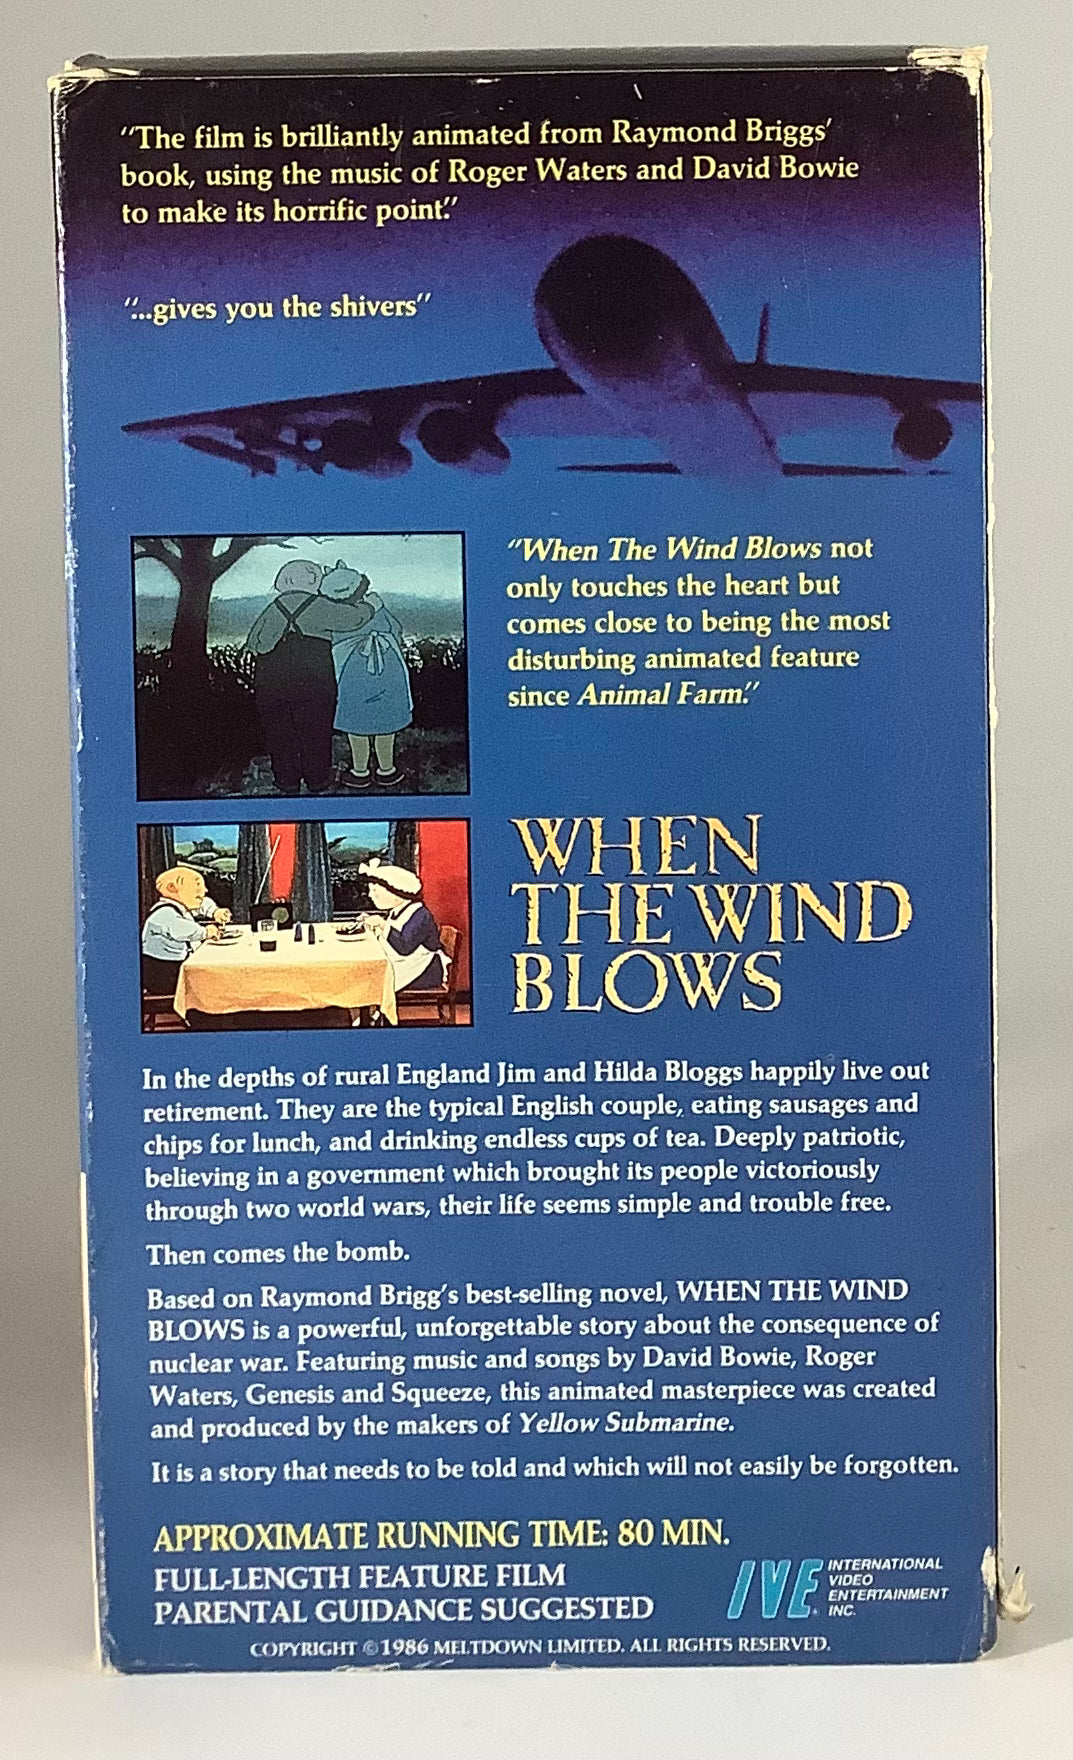 "The film is brilliantly animated from Raymond Briggs'
book, using the music of Roger Waters and David Bowie
to make its horrific point."
"...gives you the shivers"
"When The Wind Blows not
only touches the heart but
comes close to being the most
disturbing animated feature
since Animal Farm."
WHEN
THE WIND
BLOWS
In the depths of rural England Jim and Hilda Bloggs happily live out
retirement. They are the typical English couple, eating sausages and
chips for lunch, and drinking endless cups of tea. Deeply patriotic,
believing in a government which brought its people victoriously
through two world wars, their life seems simple and trouble free.
Then comes the bomb.
Based on Raymond Brigg's best-selling novel, WHEN THE WIND
BLOWS is a powerful, unforgettable story about the consequence of
nuclear war. Featuring music and songs by David Bowie, Roger
Waters, Genesis and Squeeze, this animated masterpiece was created
and produced by the makers of Yellow Submarine.
It is a story that needs to be told and which will not easily be forgotten.
APPROXIMATE RUNNING TIME: 80 MIN.
FULL-LENGTH FEATURE FILM
PARENTAL GUIDANCE SUGGESTED
IVE INTERNATIONAL
VIDEO
ENTERTAINMENT
INC.
COPYRIGHT ©1986 MELTDOWN LIMITED. ALL RIGHTS RESERVED.